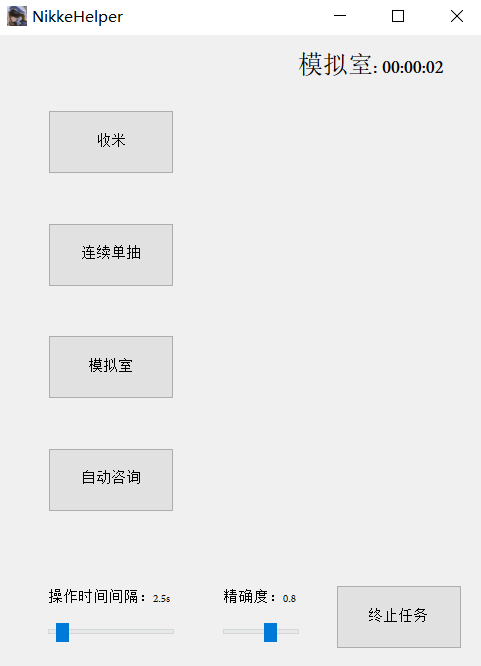 NikkeHelper
模拟室: 00:00:02
收米
连续单抽
模拟室
自动咨询
操作时间间隔：2.5s 精确度：0.8
终止任务